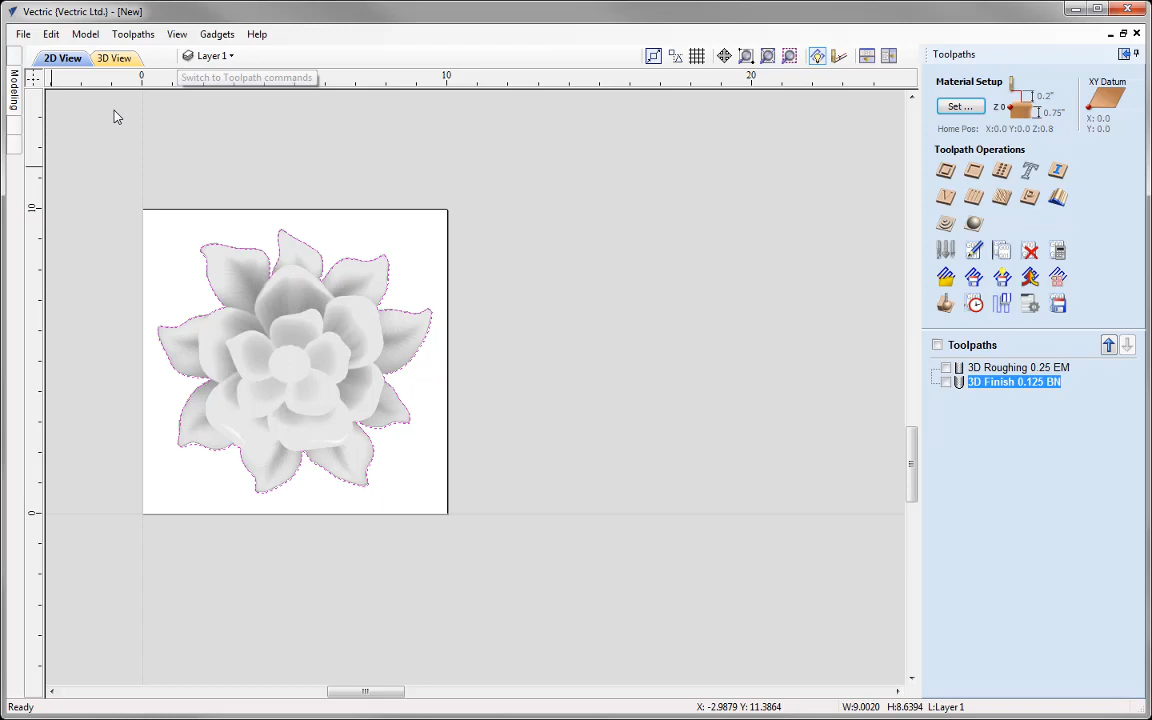 Vectric {Vectric Ltd.} - [New]
File Edit Model Toolpaths View Gadgets Help
2D View 3D View Layer 1
Switch to Toolpath commands
0 10 20
Modeling
10
0
Toolpaths
Material Setup
Set ...
Z 0
0.2"
0.75"
Home Pos: X:0.0 Y:0.0 Z:0.8
XY Datum
X: 0.0
Y: 0.0
Toolpath Operations
Toolpaths
3D Roughing 0.25 EM
3D Finish 0.125 BN
Ready
X: -2.9879 Y: 11.3864
W:9.0020 H:8.6394 L:Layer 1